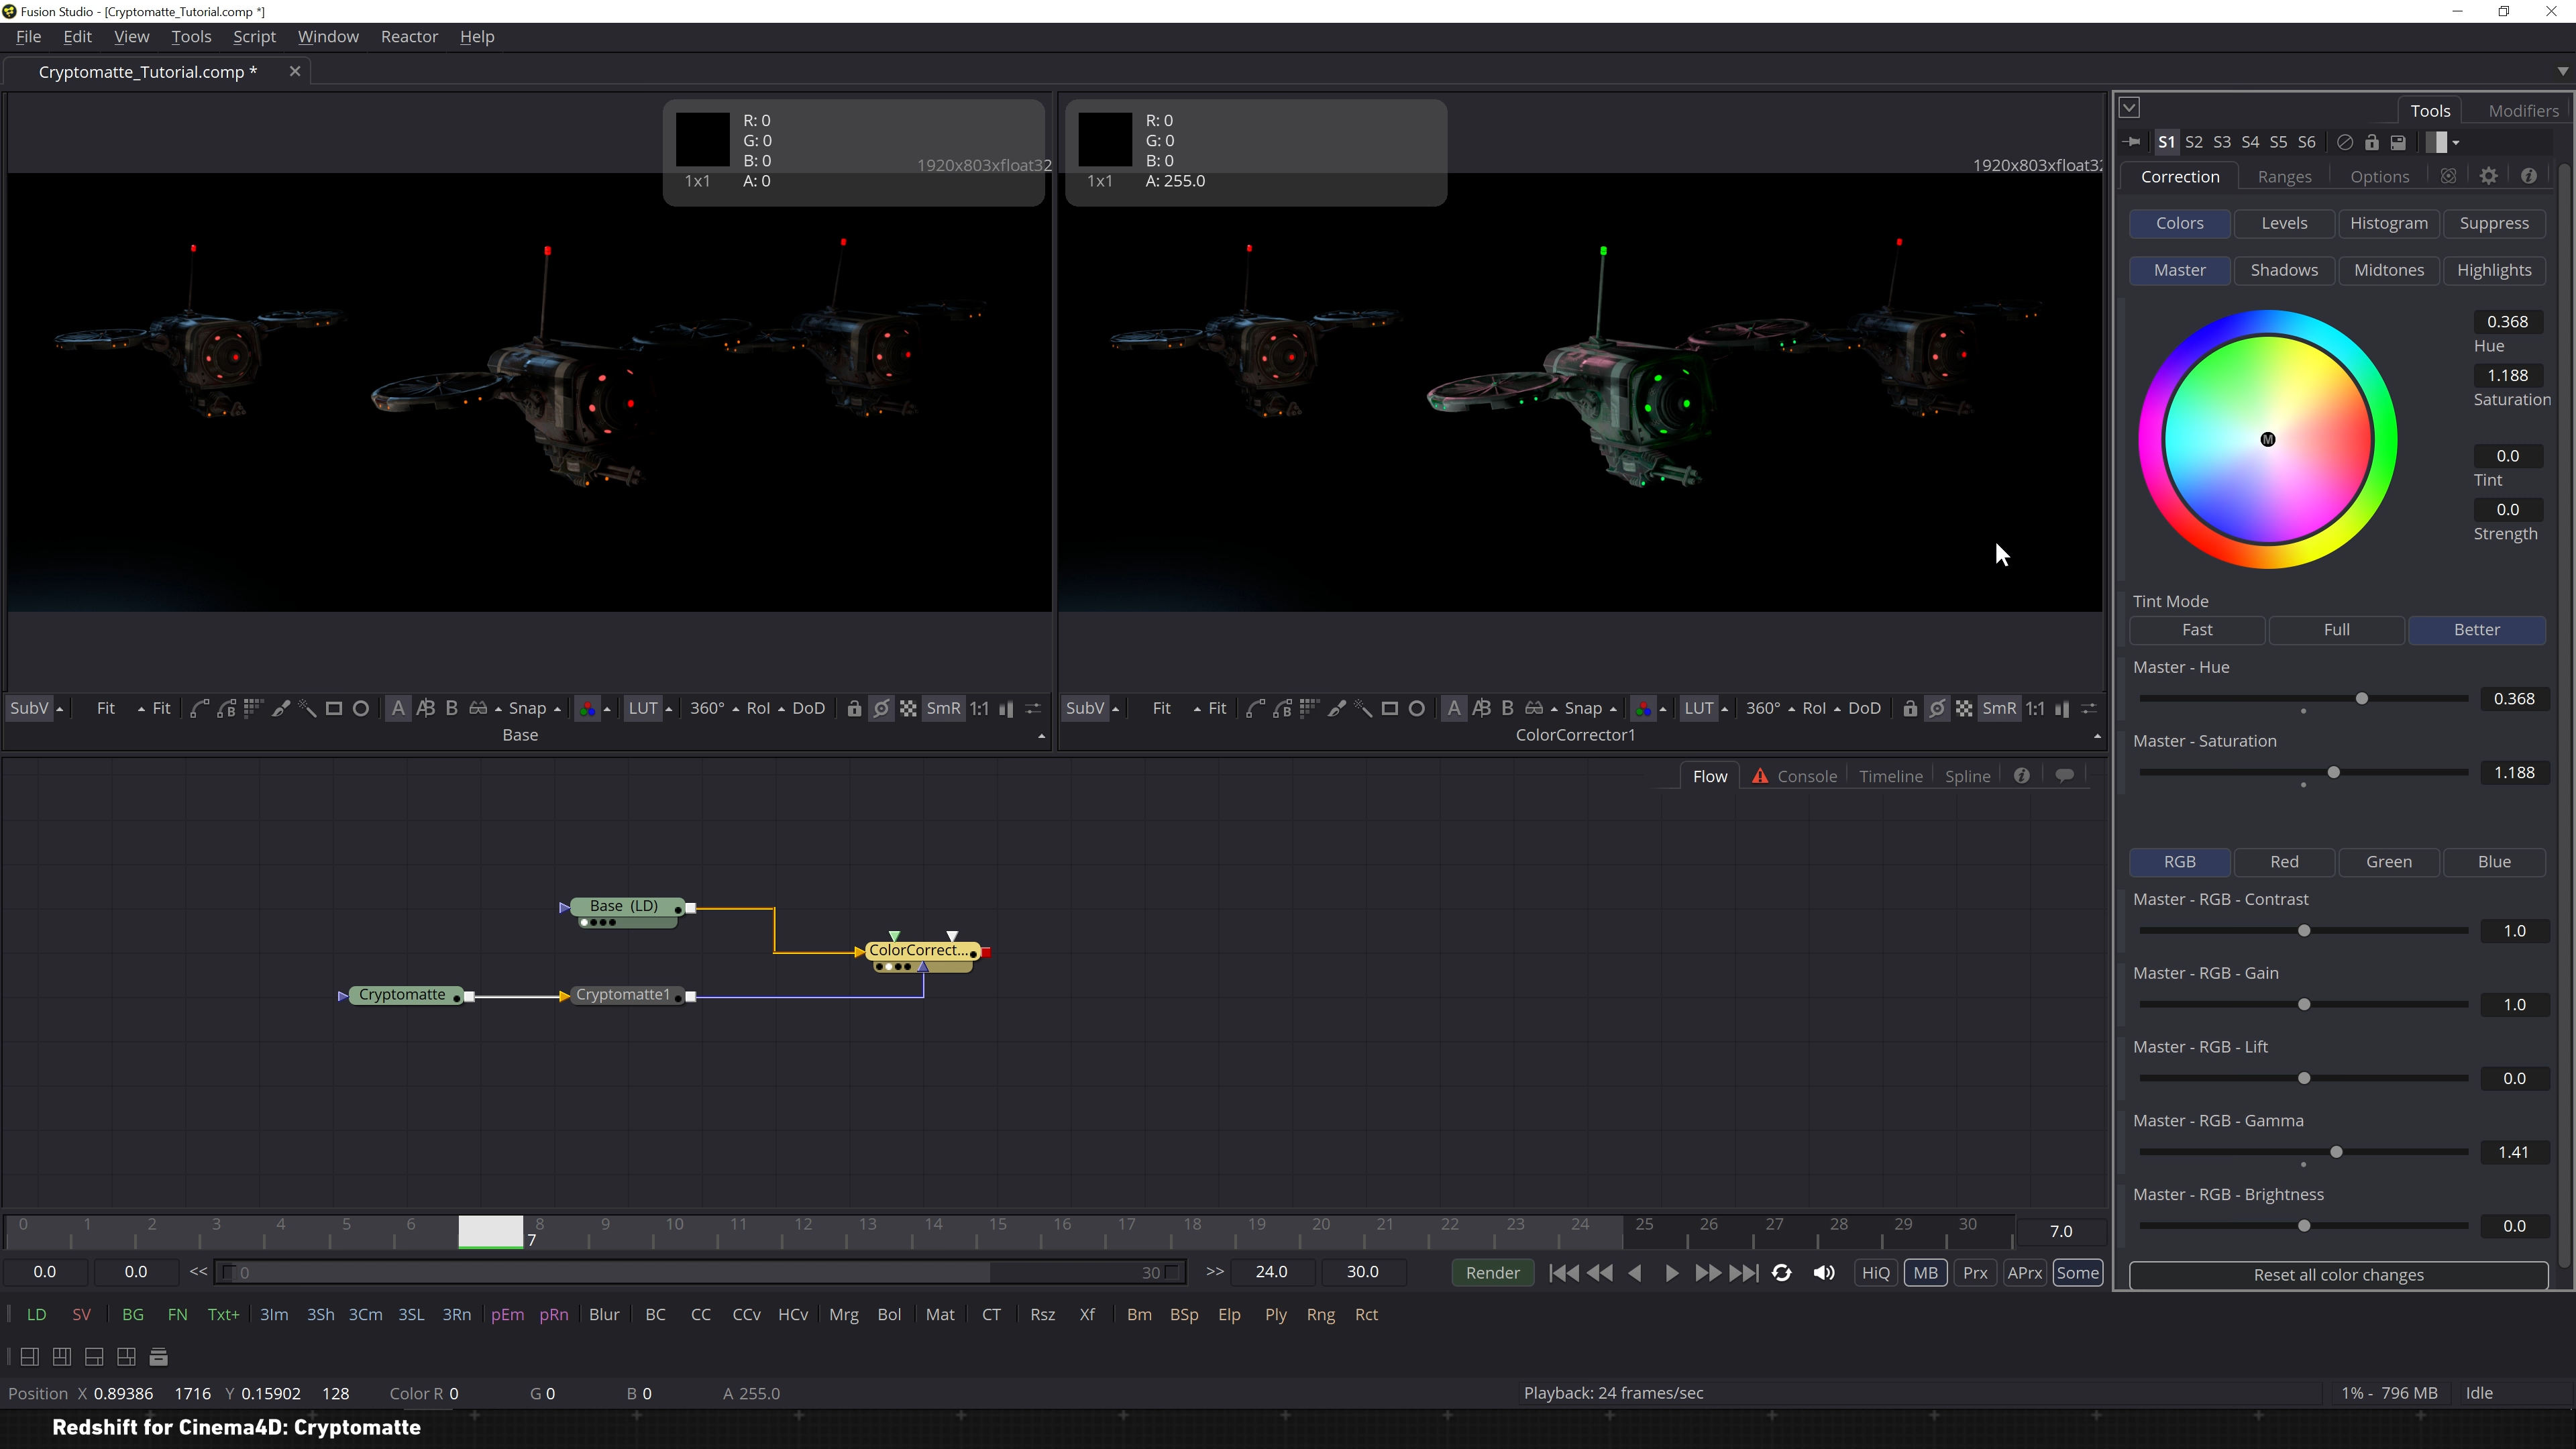 Fusion Studio - [Cryptomatte_Tutorial.comp *]
File Edit View Tools Script Window Reactor Help
Cryptomatte_Tutorial.comp *
R: 0
G: 0
B: 0
A: 0
1x1
1920x803xfloat32
R: 0
G: 0
B: 0
A: 255.0
1x1
1920x803xfloat32
SubV Fit Fit A AB B Snap LUT 360° RoI DoD SmR 1:1
Base
SubV Fit Fit A AB B Snap LUT 360° RoI DoD SmR 1:1
ColorCorrector1
Tools Modifiers
S1 S2 S3 S4 S5 S6
Correction Ranges Options
Colors Levels Histogram Suppress
Master Shadows Midtones Highlights
M
0.368
Hue
1.188
Saturation
0.0
Tint
0.0
Strength
Tint Mode
Fast Full Better
Master - Hue
0.368
Master - Saturation
1.188
RGB Red Green Blue
Master - RGB - Contrast
1.0
Master - RGB - Gain
1.0
Master - RGB - Lift
0.0
Master - RGB - Gamma
1.41
Master - RGB - Brightness
0.0
Reset all color changes
Flow Console Timeline Spline
Base (LD)
ColorCorrect...
Cryptomatte Cryptomatte1
0 1 2 3 4 5 6 7 8 9 10 11 12 13 14 15 16 17 18 19 20 21 22 23 24 25 26 27 28 29 30 7.0
0.0 0.0 << 0 30 >> 24.0 30.0 Render HiQ MB Prx APrx Some
LD SV BG FN Txt+ 3Im 3Sh 3Cm 3SL 3Rn pEm pRn Blur BC CC CCv HCv Mrg Bol Mat CT Rsz Xf Bm BSp Elp Ply Rng Rct
Position X 0.89386 1716 Y 0.15902 128 Color R 0 G 0 B 0 A 255.0 Playback: 24 frames/sec 1% - 796 MB Idle
Redshift for Cinema4D: Cryptomatte